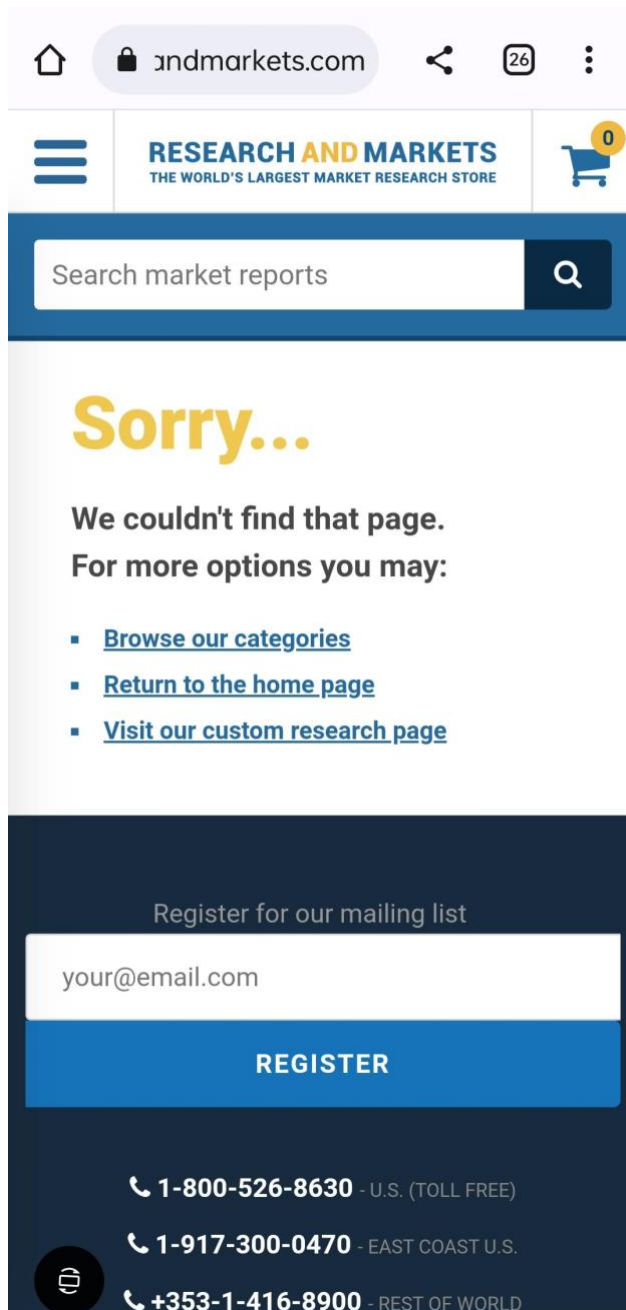 andmarkets.com
26
RESEARCH AND MARKETS
THE WORLD'S LARGEST MARKET RESEARCH STORE
0
Search market reports
Sorry...
We couldn't find that page.
For more options you may:
Browse our categories
Return to the home page
Visit our custom research page
Register for our mailing list
your@email.com
REGISTER
1-800-526-8630 - U.S. (TOLL FREE)
1-917-300-0470 - EAST COAST U.S.
+353-1-416-8900 - REST OF WORLD